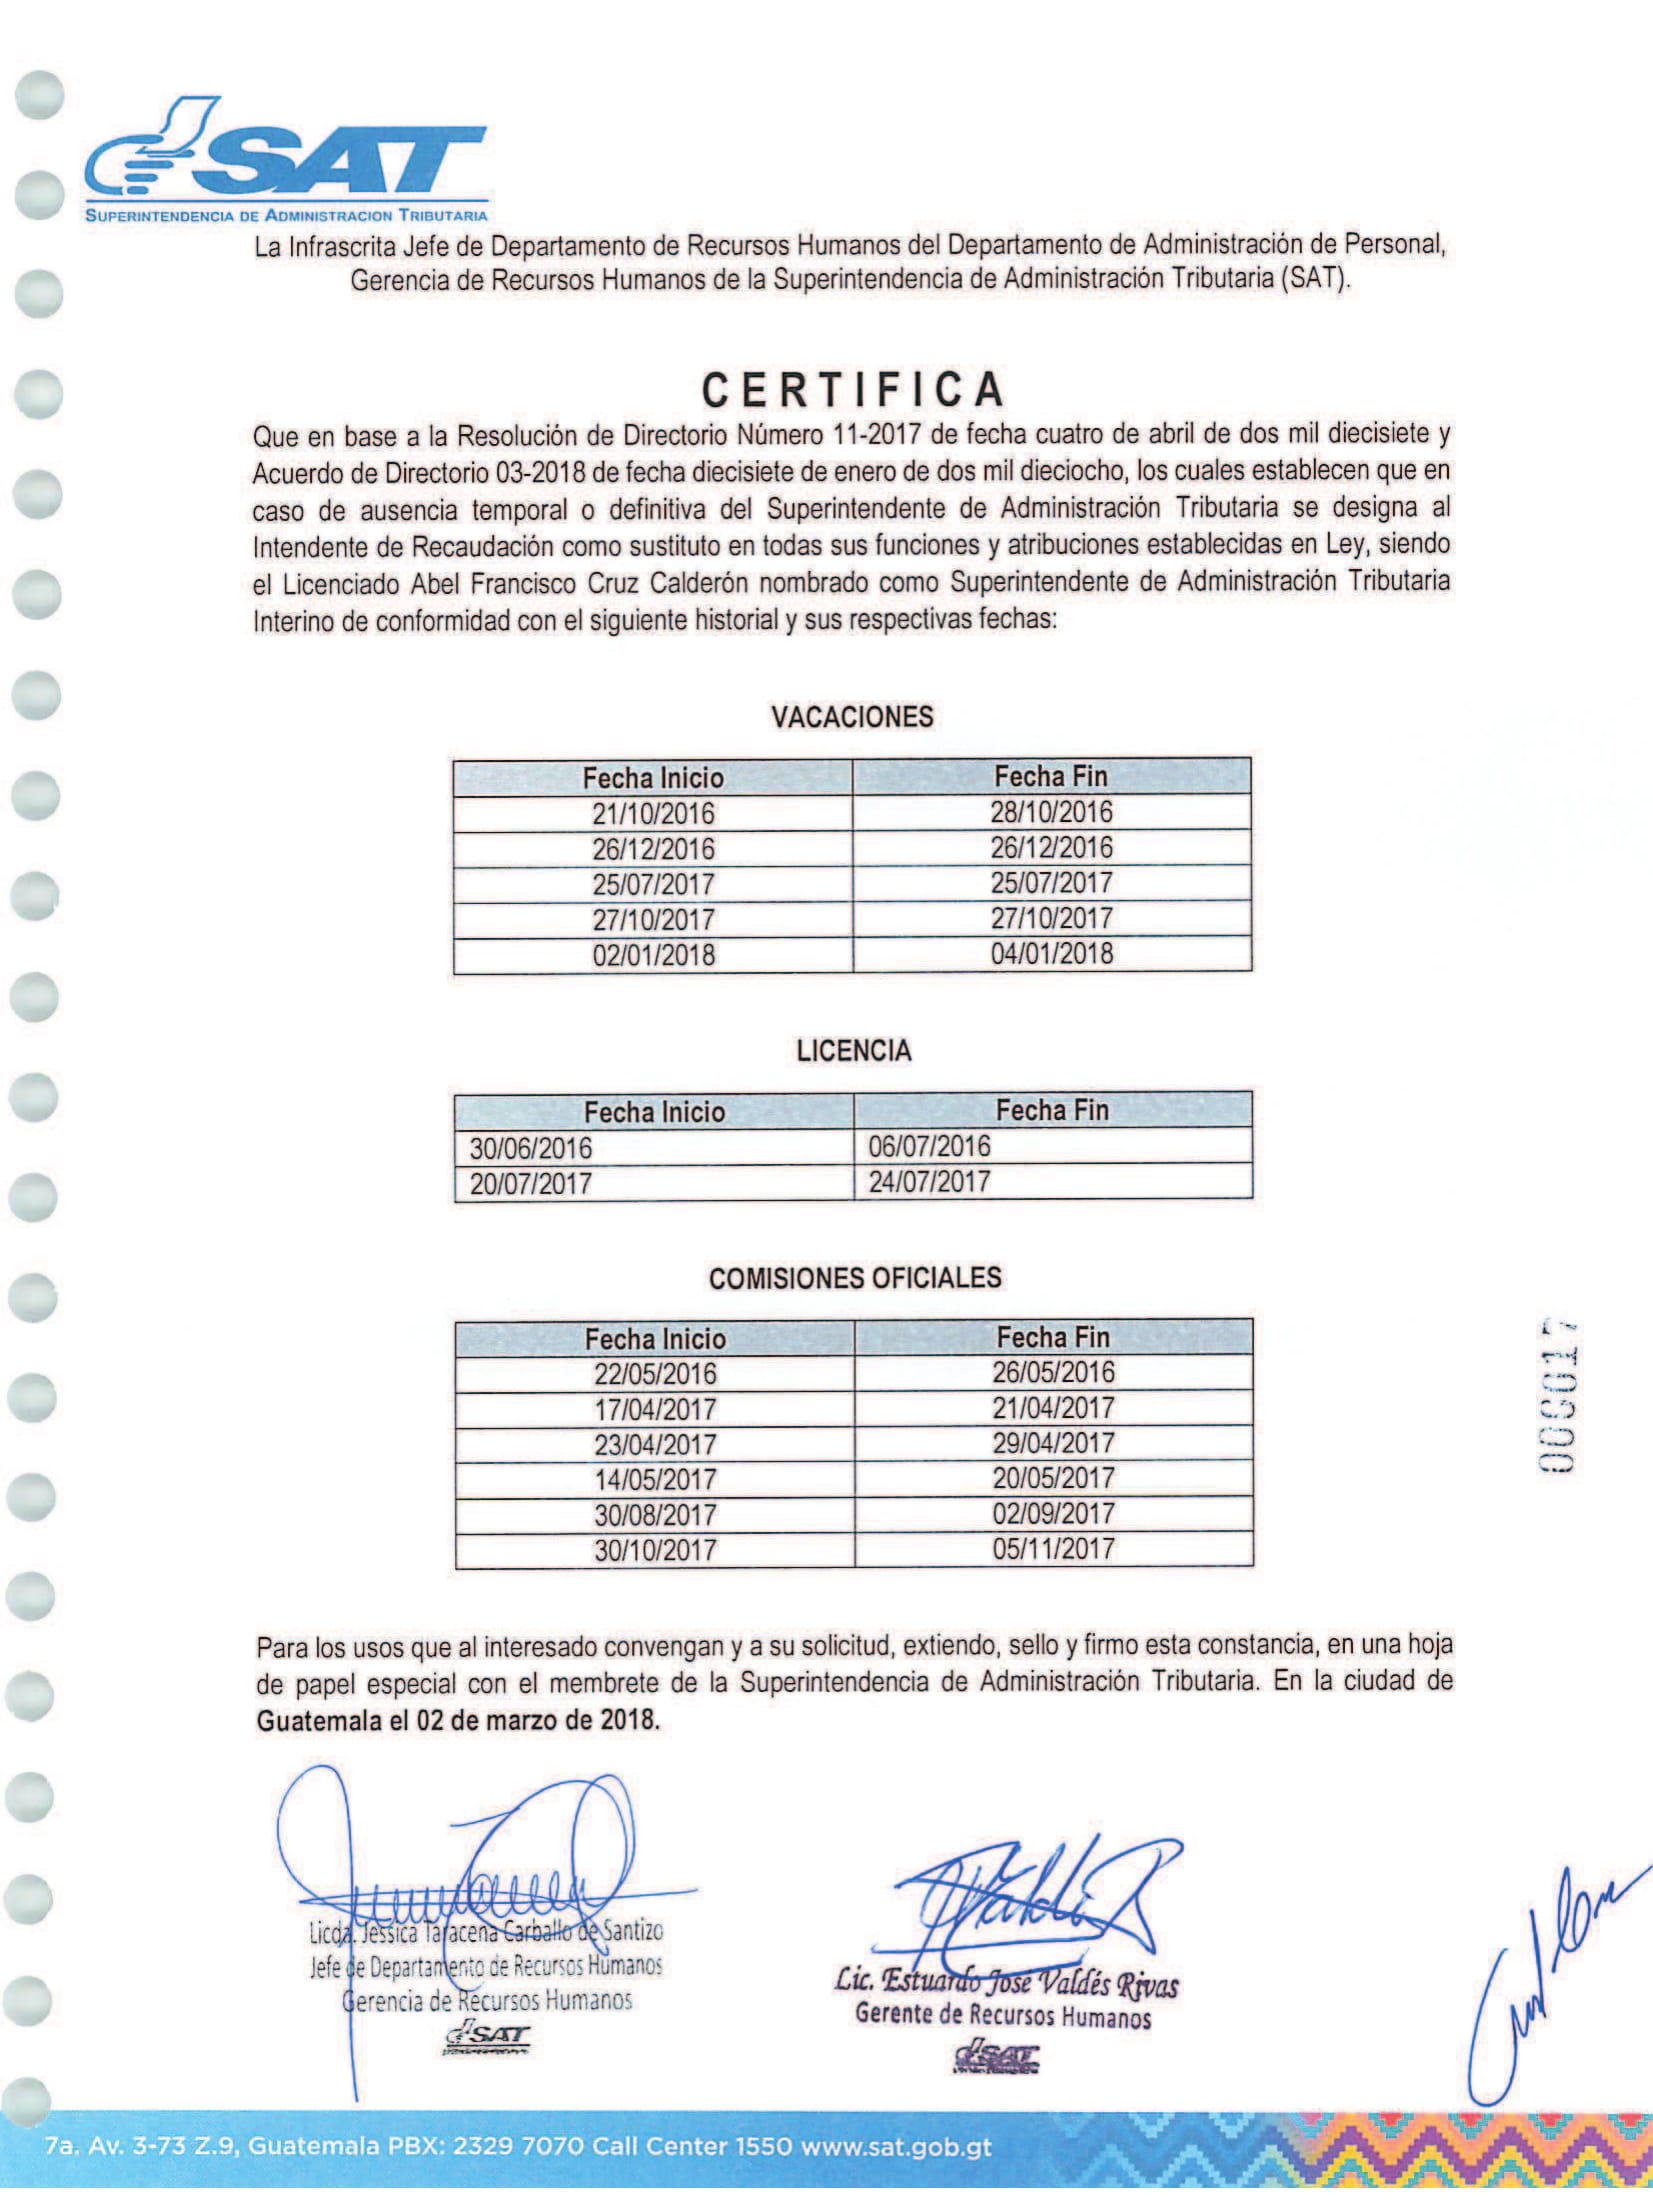 SAT
SUPERINTENDENCIA DE ADMINISTRACION TRIBUTARIA
La Infrascrita Jefe de Departamento de Recursos Humanos del Departamento de Administración de Personal,
Gerencia de Recursos Humanos de la Superintendencia de Administración Tributaria (SAT).
CERTIFICA
Que en base a la Resolución de Directorio Número 11-2017 de fecha cuatro de abril de dos mil diecisiete y
Acuerdo de Directorio 03-2018 de fecha diecisiete de enero de dos mil dieciocho, los cuales establecen que en
caso de ausencia temporal o definitiva del Superintendente de Administración Tributaria se designa al
Intendente de Recaudación como sustituto en todas sus funciones y atribuciones establecidas en Ley, siendo
el Licenciado Abel Francisco Cruz Calderón nombrado como Superintendente de Administración Tributaria
Interino de conformidad con el siguiente historial y sus respectivas fechas:
VACACIONES
Fecha Inicio Fecha Fin
21/10/2016 28/10/2016
26/12/2016 26/12/2016
25/07/2017 25/07/2017
27/10/2017 27/10/2017
02/01/2018 04/01/2018
LICENCIA
Fecha Inicio Fecha Fin
30/06/2016 06/07/2016
20/07/2017 24/07/2017
COMISIONES OFICIALES
Fecha Inicio Fecha Fin
22/05/2016 26/05/2016
17/04/2017 21/04/2017
23/04/2017 29/04/2017
14/05/2017 20/05/2017
30/08/2017 02/09/2017
30/10/2017 05/11/2017
000017
Para los usos que al interesado convengan y a su solicitud, extiendo, sello y firmo esta constancia, en una hoja
de papel especial con el membrete de la Superintendencia de Administración Tributaria. En la ciudad de
Guatemala el 02 de marzo de 2018.
Licda. Jessica Taracena Carballo de Santizo
Jefe de Departamento de Recursos Humanos
Gerencia de Recursos Humanos
SAT
Lic. Estuardo José Valdés Rivas
Gerente de Recursos Humanos
SAT
7a. Av. 3-73 Z.9, Guatemala PBX: 2329 7070 Call Center 1550 www.sat.gob.gt